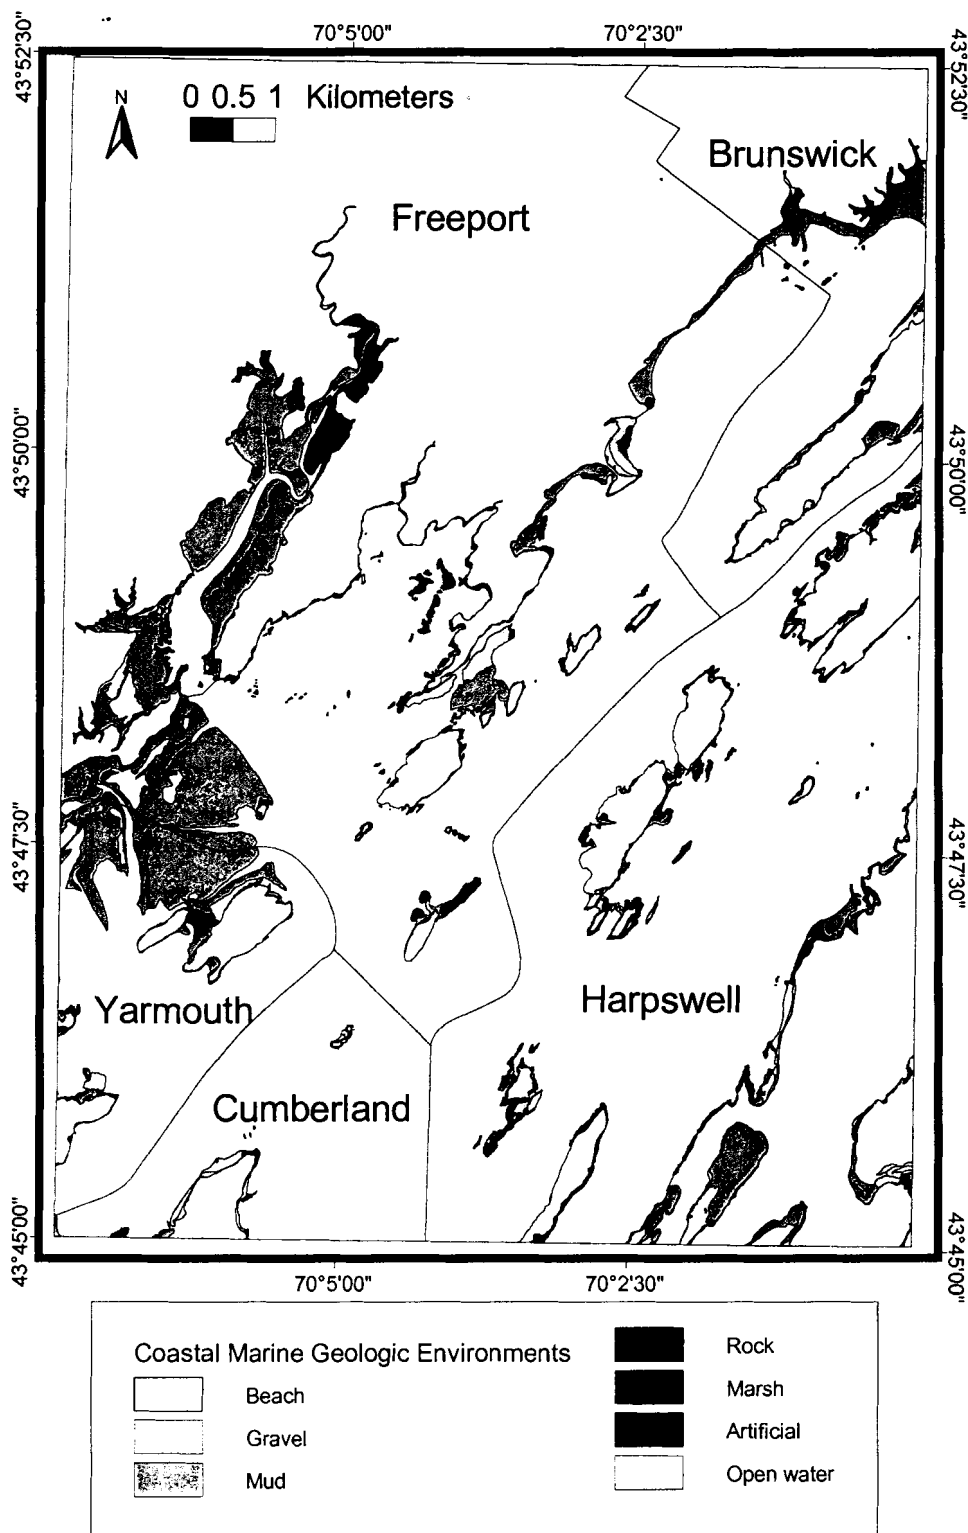 70°5'00" 70°2'30"
43°52'30" 43°52'30"
N
0 0.5 1 Kilometers
Brunswick
Freeport
43°50'00" 43°50'00"
43°47'30" 43°47'30"
Yarmouth Harpswell
Cumberland
43°45'00" 43°45'00"
70°5'00" 70°2'30"
Coastal Marine Geologic Environments
Beach
Gravel
Mud
Rock
Marsh
Artificial
Open water